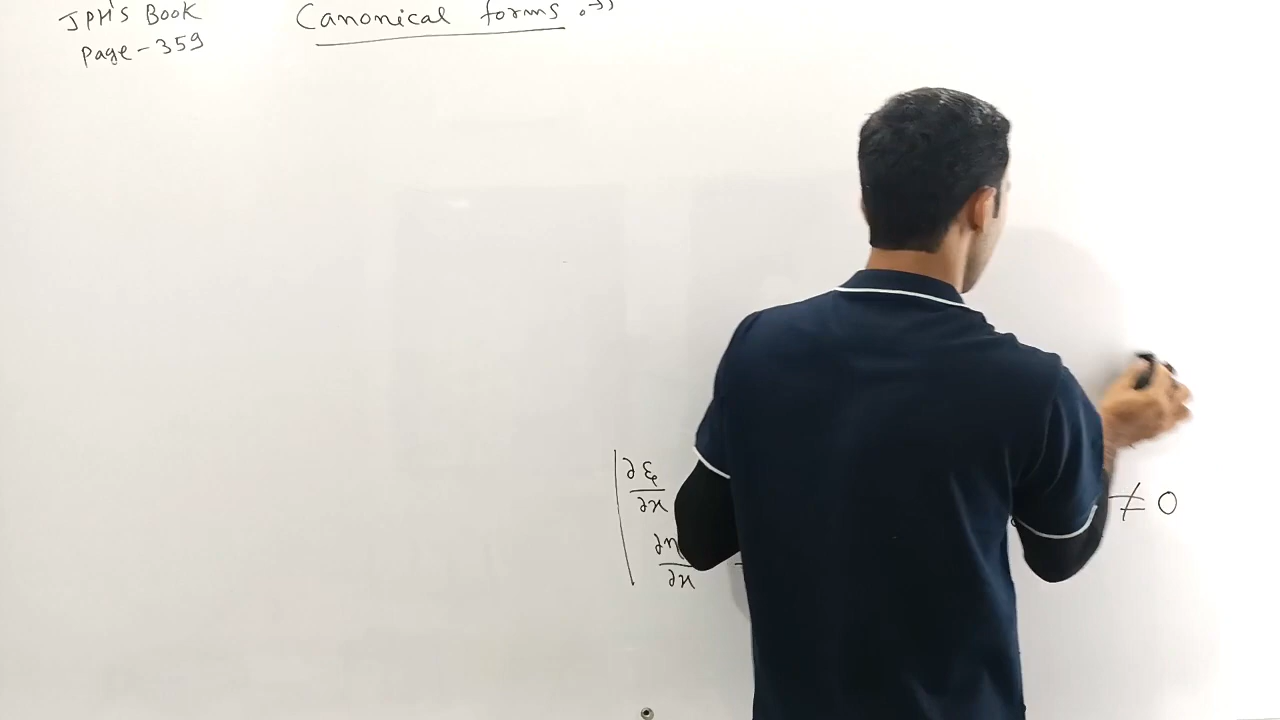 JPH's Book
Page - 359
Canonical forms :→
∂ξ
∂x
∂η
∂x
≠ 0